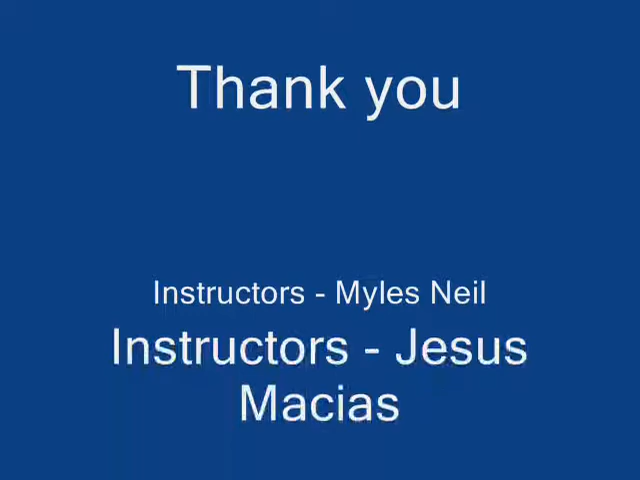 Thank you
Instructors - Myles Neil
Instructors - Jesus
Macias